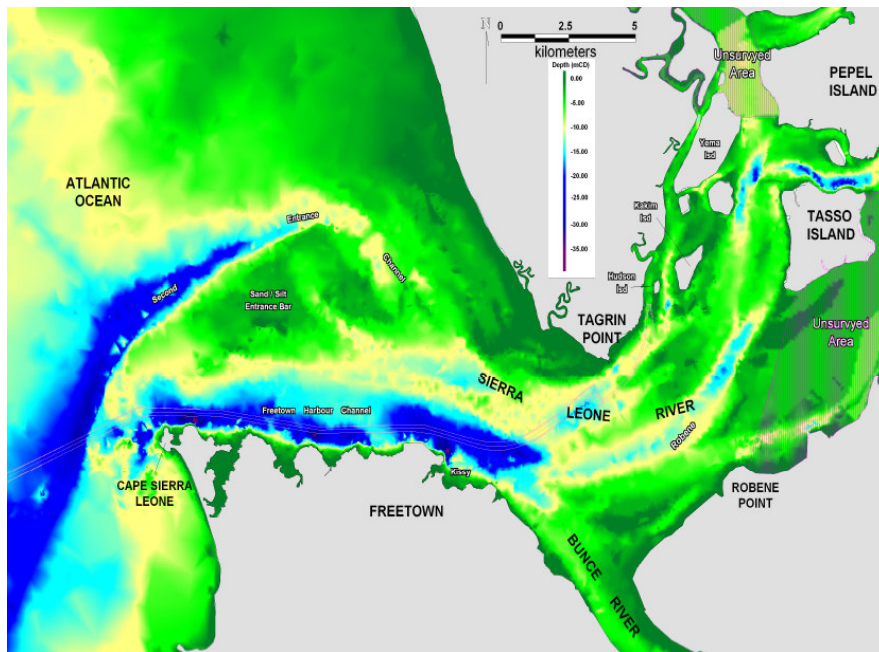 0 2.5 5
kilometers
Depth (mCD)
0.00
-5.00
-10.00
-15.00
-20.00
-25.00
-30.00
-35.00
Unsurvyed
Area
PEPEL
ISLAND
Yema
Isd
ATLANTIC
OCEAN
Entrance
Kakim
Isd
TASSO
ISLAND
Channel
Second
Sand / Silt
Entrance Bar
Hudson
Isd
TAGRIN
POINT
Unsurvyed
Area
SIERRA
LEONE
RIVER
Freetown Harbour Channel
Robene
Kissy
CAPE SIERRA
LEONE
FREETOWN
ROBENE
POINT
BUNCE
RIVER